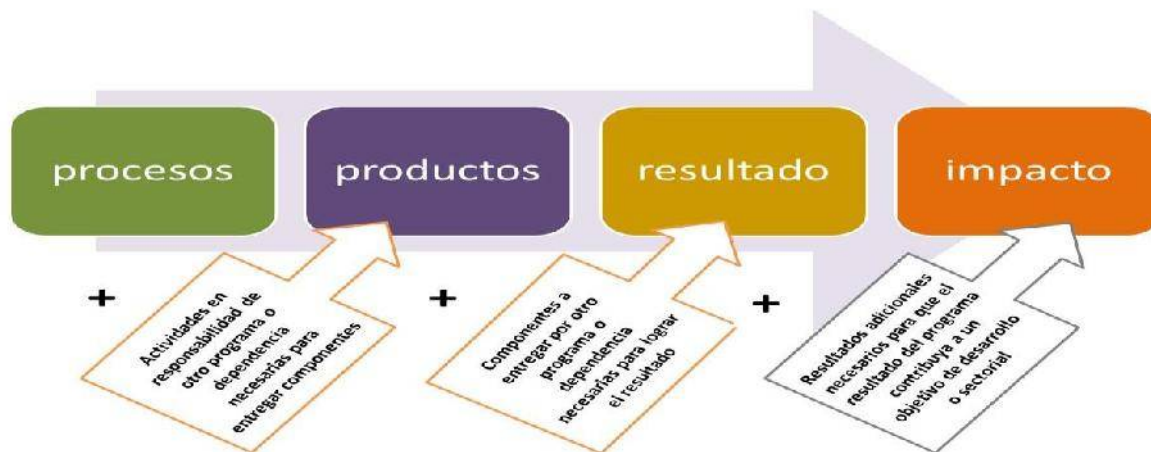 procesos
productos
resultado
impacto
+
Actividades en
responsabilidad de
otro programa o
dependencia
necesarias para
entregar componentes
+
Componentes a
entregar por otro
programa o
dependencia
necesarias para lograr
el resultado
+
Resultados adicionales
necesarios para que el
resultado del programa
contribuya a un
objetivo de desarrollo
o sectorial